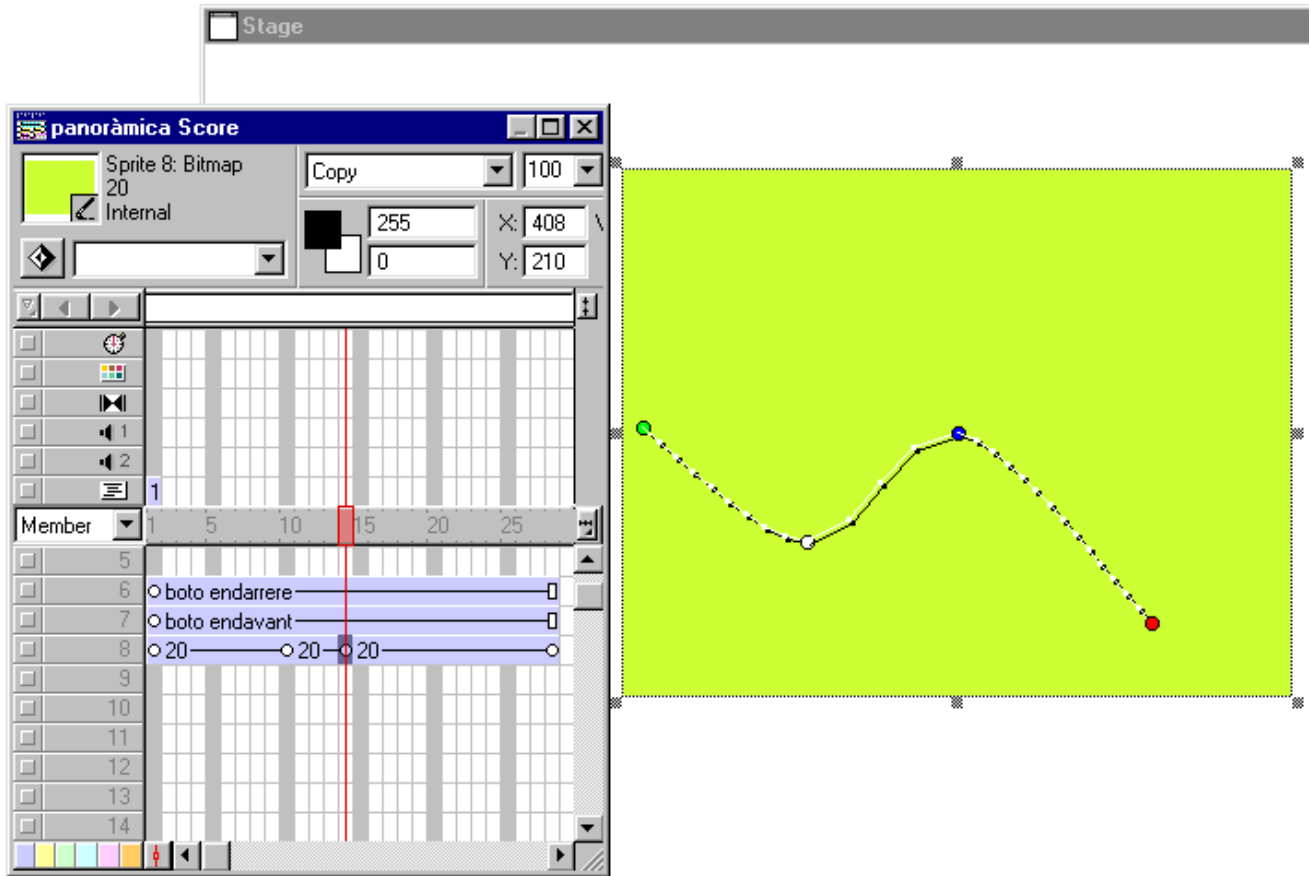 Stage
panoràmica Score
Sprite 8: Bitmap
20
Internal
Copy
100
255
X: 408
0
Y: 210
1
2
1
Member
1 5 10 15 20 25
5
6 boto endarrere
7 boto endavant
8 20 20 20
9
10
11
12
13
14